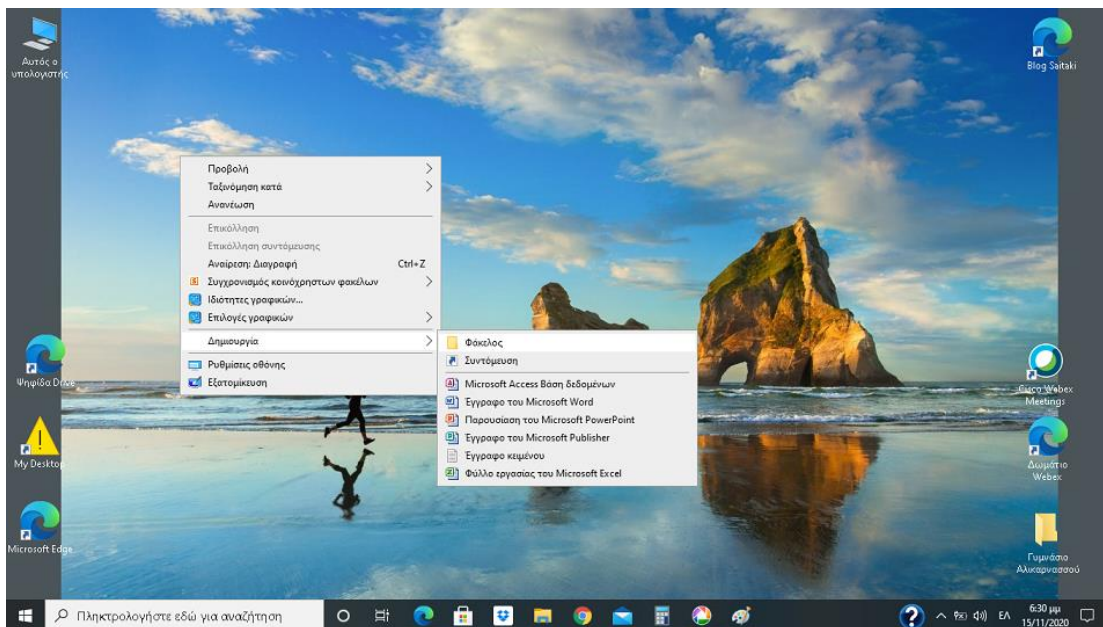 Αυτός ο
υπολογιστής
Blog Saitaki
Προβολή
Ταξινόμηση κατά
Ανανέωση
Επικόλληση
Επικόλληση συντόμευσης
Αναίρεση: Διαγραφή Ctrl+Z
Συγχρονισμός κοινόχρηστων φακέλων
Ιδιότητες γραφικών...
Επιλογές γραφικών
Δημιουργία
Ρυθμίσεις οθόνης
Εξατομίκευση
Φάκελος
Συντόμευση
Microsoft Access Βάση δεδομένων
Έγγραφο του Microsoft Word
Παρουσίαση του Microsoft PowerPoint
Έγγραφο του Microsoft Publisher
Έγγραφο κειμένου
Φύλλο εργασίας του Microsoft Excel
Ψηφίδα Drive
My Desktop
Microsoft Edge
Cisco Webex
Meetings
Δωμάτιο
Webex
Γυμνάσιο
Αλικαρνασσού
Πληκτρολογήστε εδώ για αναζήτηση
ΕΛ
6:30 μμ
15/11/2020